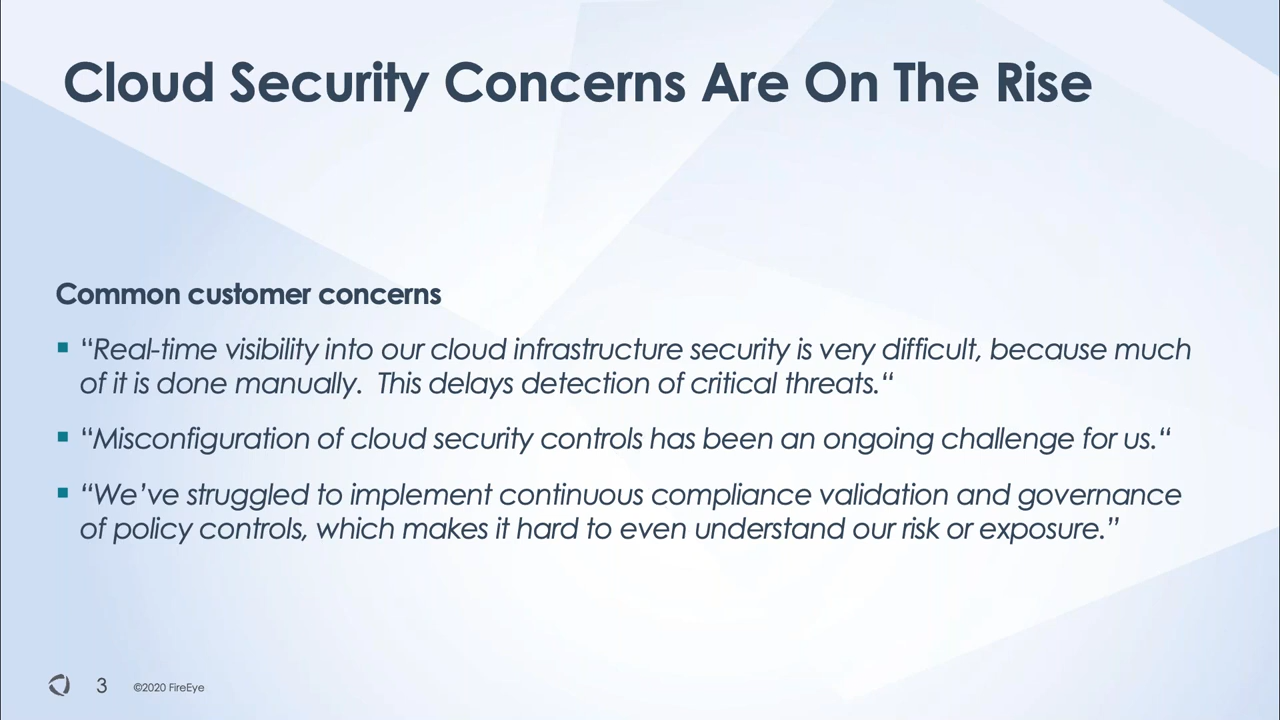 Cloud Security Concerns Are On The Rise
Common customer concerns
▪ “Real-time visibility into our cloud infrastructure security is very difficult, because much
of it is done manually.  This delays detection of critical threats.“
▪ “Misconfiguration of cloud security controls has been an ongoing challenge for us.“
▪ “We’ve struggled to implement continuous compliance validation and governance
of policy controls, which makes it hard to even understand our risk or exposure.”
3 ©2020 FireEye